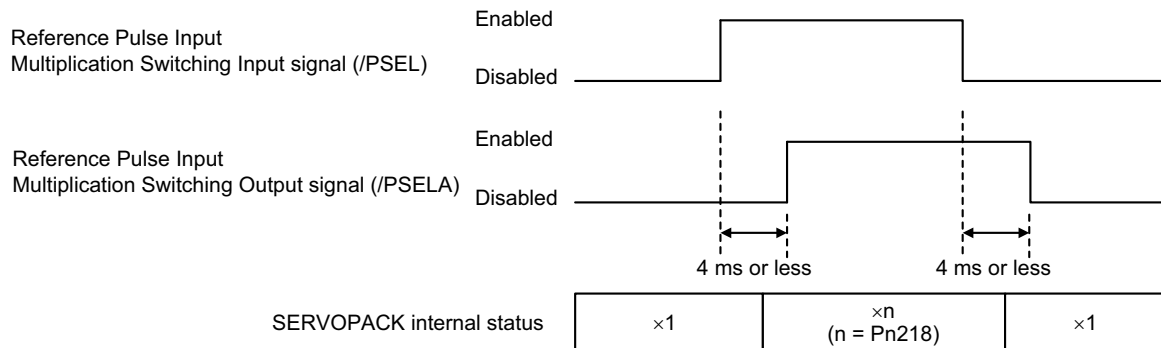 Enabled
Reference Pulse Input
Multiplication Switching Input signal (/PSEL)
Disabled
Enabled
Reference Pulse Input
Multiplication Switching Output signal (/PSELA)
Disabled
4 ms or less
4 ms or less
SERVOPACK internal status
×1
×n
(n = Pn218)
×1